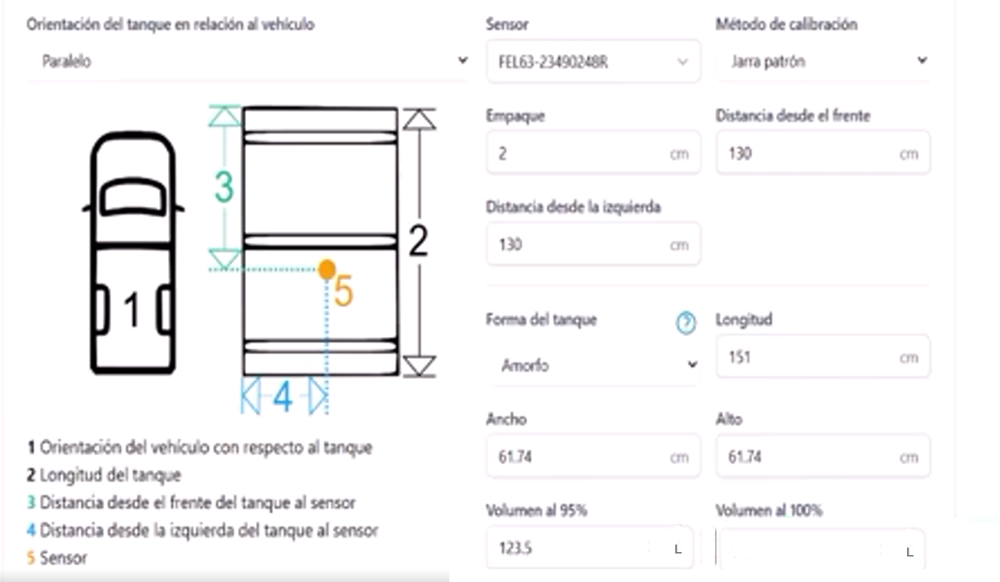 Orientación del tanque en relación al vehículo
Paralelo
3
2
5
1
4
1 Orientación del vehículo con respecto al tanque
2 Longitud del tanque
3 Distancia desde el frente del tanque al sensor
4 Distancia desde la izquierda del tanque al sensor
5 Sensor
Sensor Método de calibración
FEL63-23490248R Jarra patrón
Empaque Distancia desde el frente
2 cm 130 cm
Distancia desde la izquierda
130 cm
Forma del tanque ? Longitud
Amorfo 151 cm
Ancho Alto
61.74 cm 61.74 cm
Volumen al 95% Volumen al 100%
123.5 L L